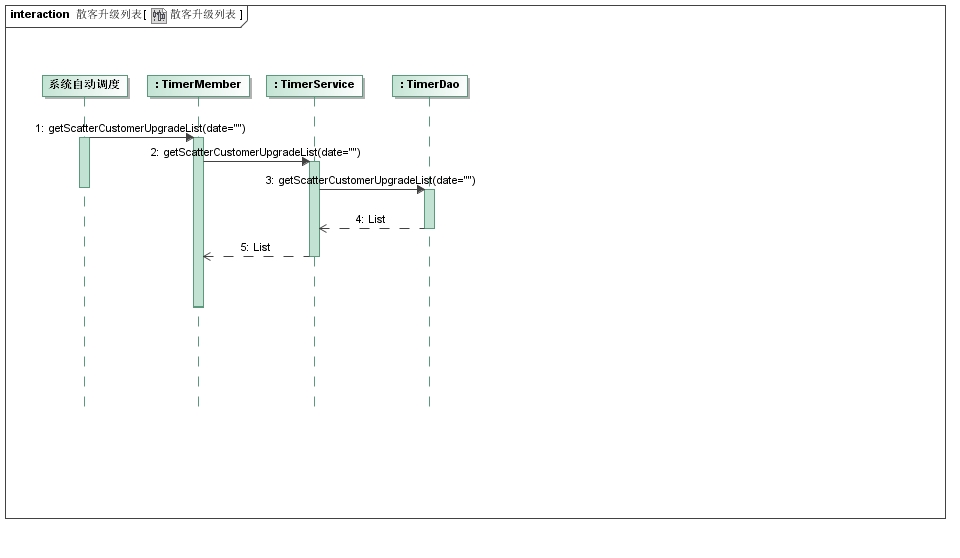 interaction 散客升级列表[ 散客升级列表 ]
系统自动调度 : TimerMember : TimerService : TimerDao
1: getScatterCustomerUpgradeList(date="")
2: getScatterCustomerUpgradeList(date="")
3: getScatterCustomerUpgradeList(date="")
4: List
5: List